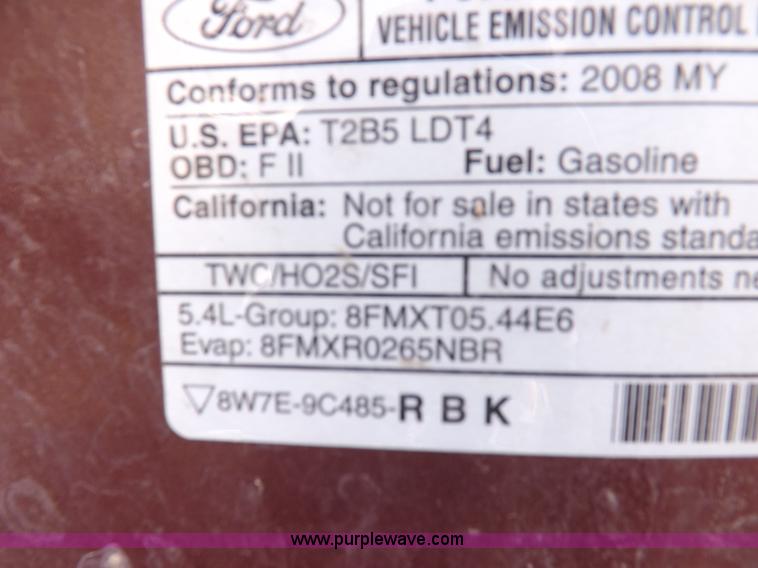 Ford
VEHICLE EMISSION CONTROL
Conforms to regulations: 2008 MY
U.S. EPA: T2B5 LDT4
OBD: F II Fuel: Gasoline
California: Not for sale in states with
California emissions standa
TWC/HO2S/SFI No adjustments ne
5.4L-Group: 8FMXT05.44E6
Evap: 8FMXR0265NBR
▽8W7E-9C485-R B K
www.purplewave.com